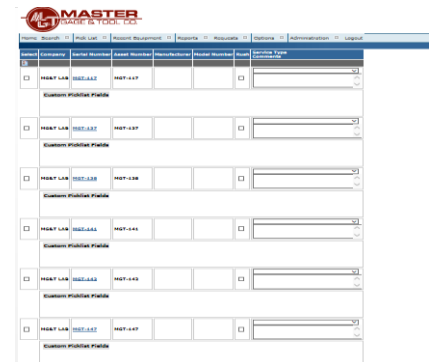 MASTER
GAGE & TOOL CO.
Home Search Pick List Recent Equipment Reports Requests Options Administration Logout
Select Company Serial Number Asset Number Manufacturer Model Number Rush Service Type Comments
MG&T LAB MGT-117 MGT-117
Custom Picklist Fields
MG&T LAB MGT-137 MGT-137
Custom Picklist Fields
MG&T LAB MGT-138 MGT-138
Custom Picklist Fields
MG&T LAB MGT-141 MGT-141
Custom Picklist Fields
MG&T LAB MGT-143 MGT-143
Custom Picklist Fields
MG&T LAB MGT-147 MGT-147
Custom Picklist Fields